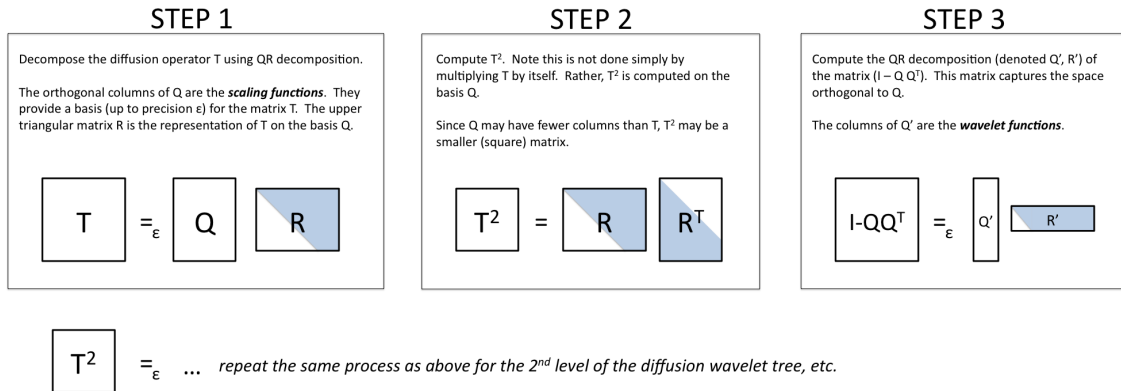 STEP 1
Decompose the diffusion operator T using QR decomposition.
The orthogonal columns of Q are the scaling functions. They
provide a basis (up to precision ε) for the matrix T. The upper
triangular matrix R is the representation of T on the basis Q.
T =ε Q R
STEP 2
Compute T². Note this is not done simply by
multiplying T by itself. Rather, T² is computed on the
basis Q.
Since Q may have fewer columns than T, T² may be a
smaller (square) matrix.
T² = R Rᵀ
STEP 3
Compute the QR decomposition (denoted Q’, R’) of
the matrix (I – Q Qᵀ). This matrix captures the space
orthogonal to Q.
The columns of Q’ are the wavelet functions.
I-QQᵀ =ε Q’ R’
T² =ε ... repeat the same process as above for the 2ⁿᵈ level of the diffusion wavelet tree, etc.